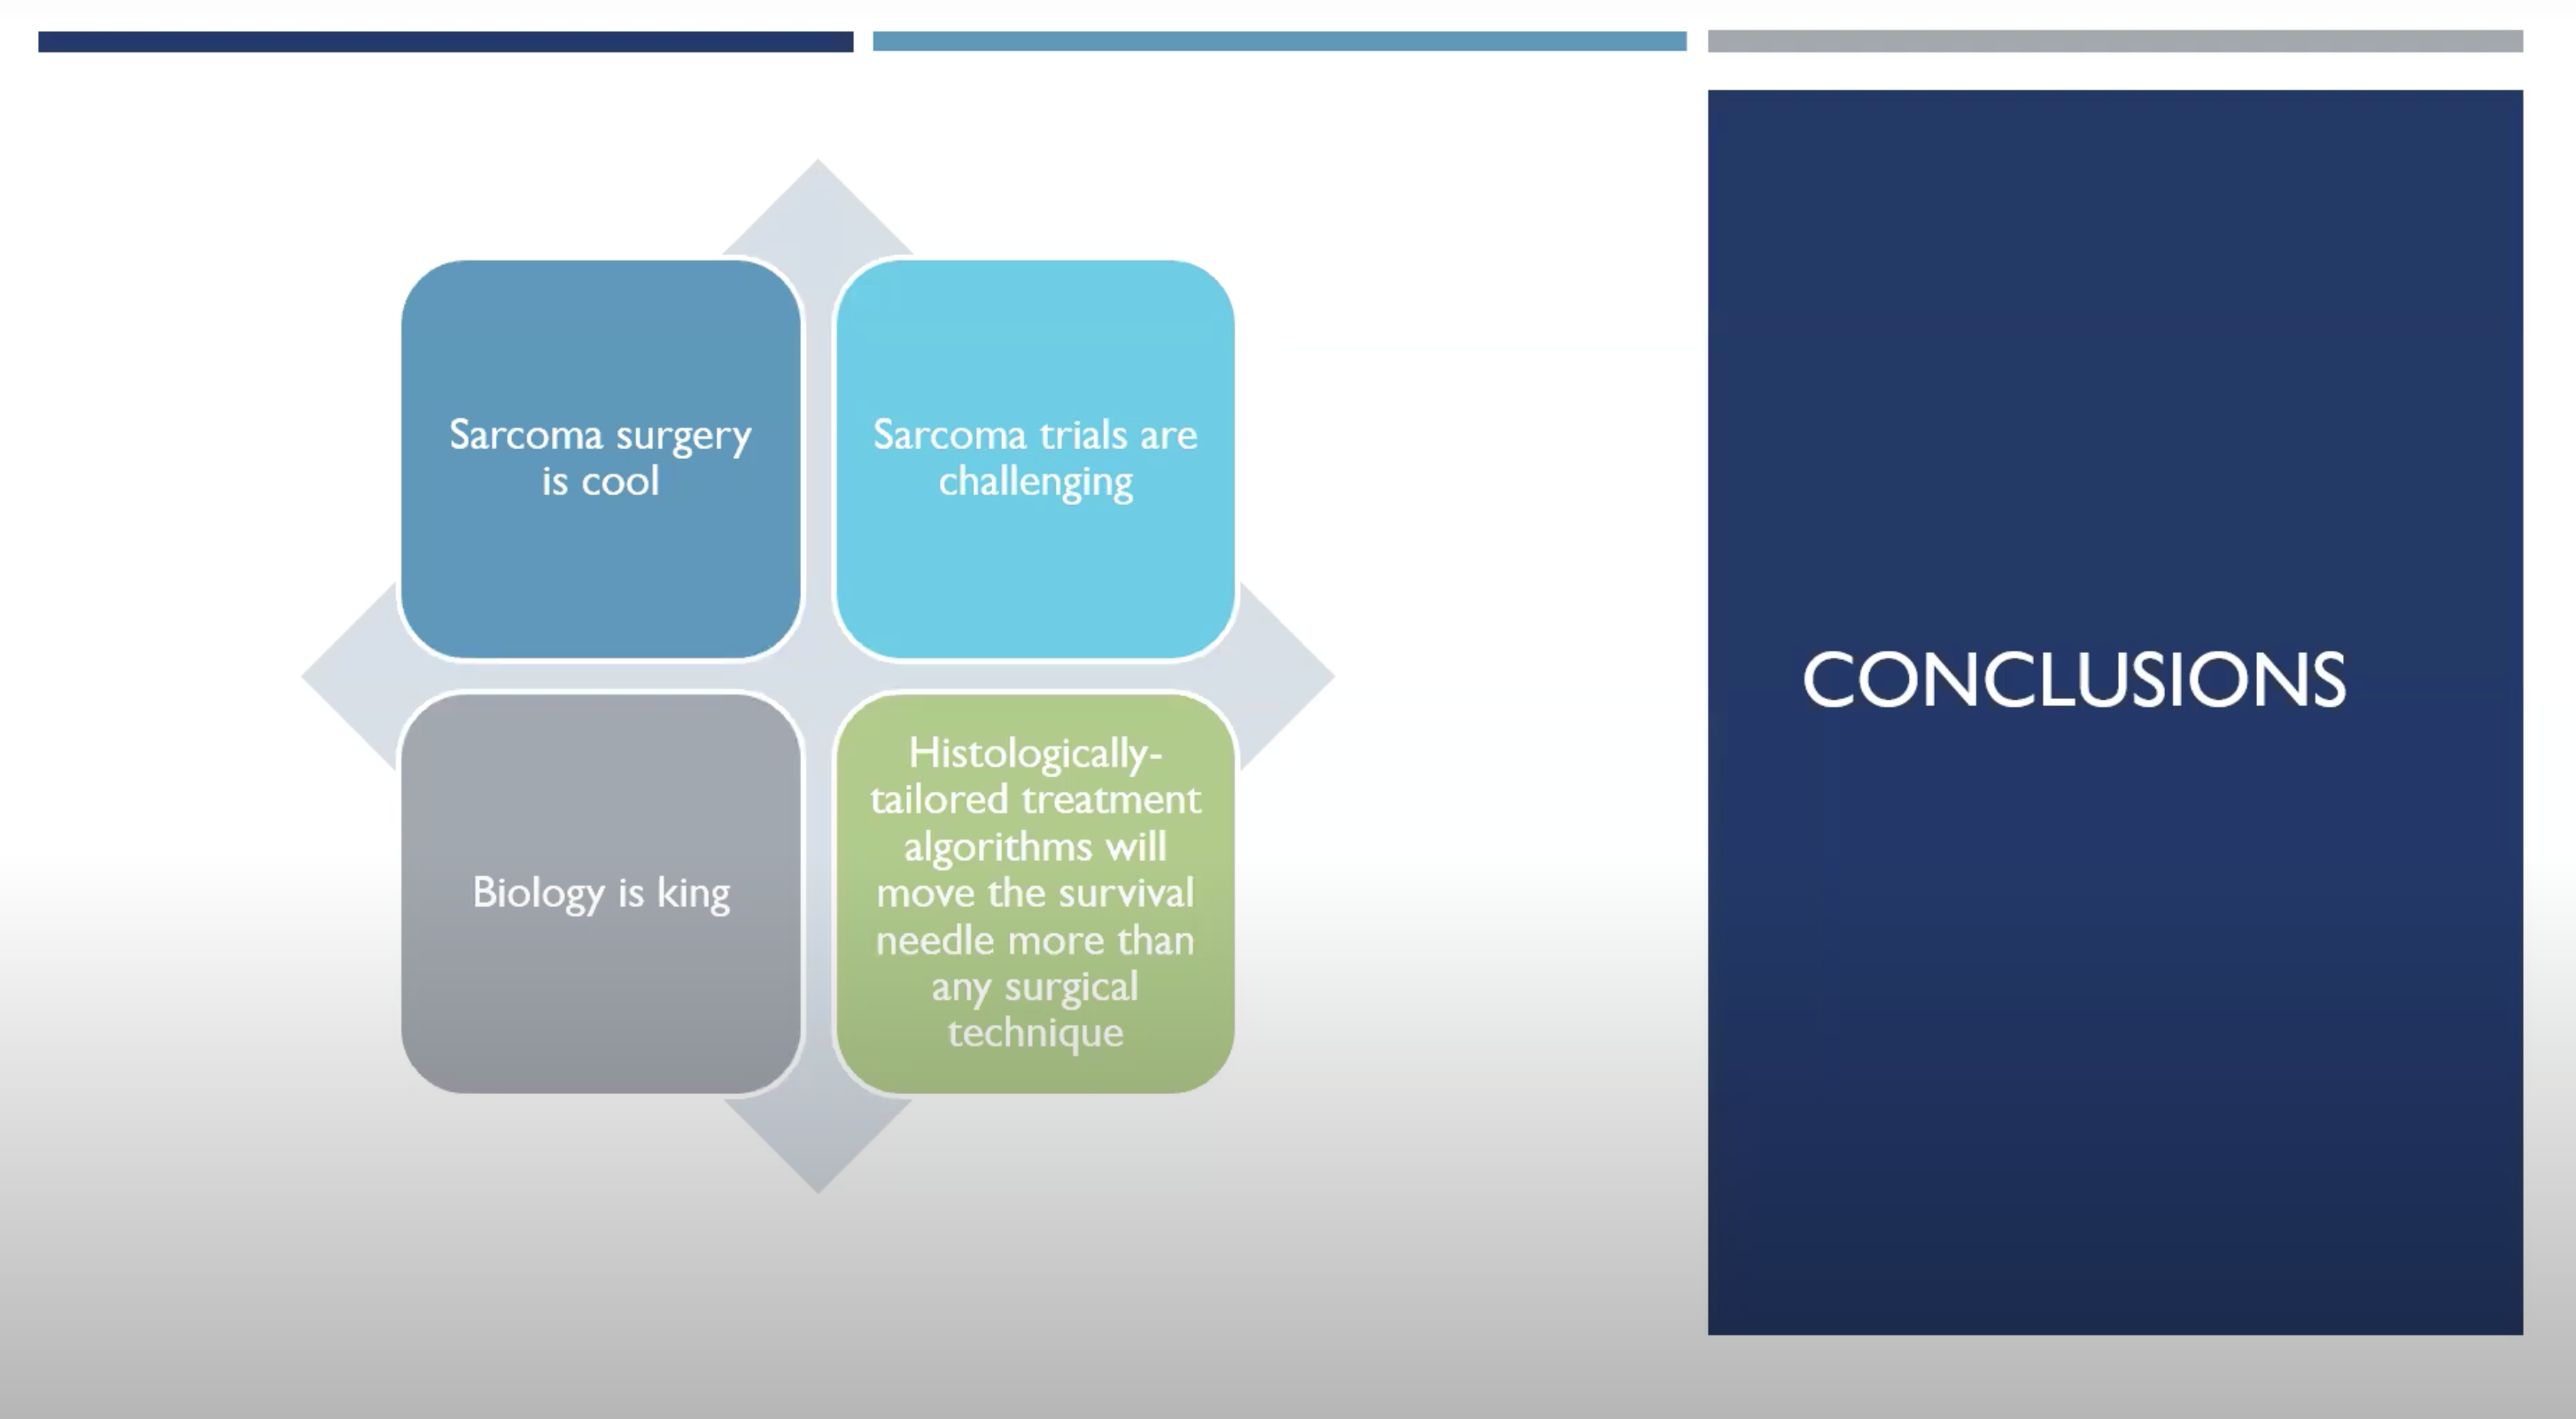 Sarcoma surgery
is cool
Sarcoma trials are
challenging
Biology is king
Histologically-
tailored treatment
algorithms will
move the survival
needle more than
any surgical
technique
CONCLUSIONS